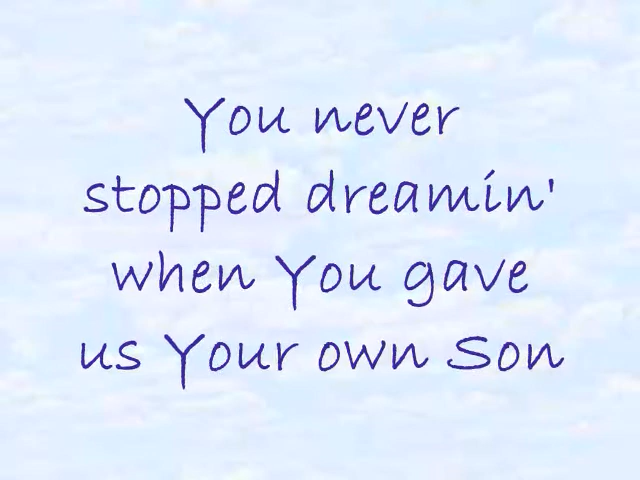 You never
stopped dreamin'
when You gave
us Your own Son